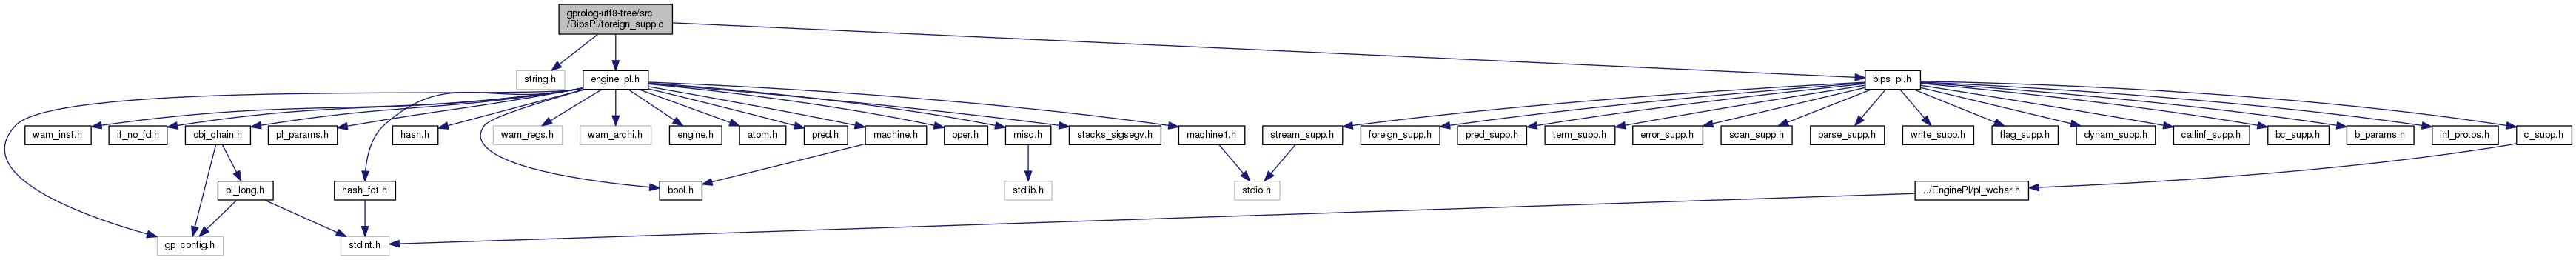 gprolog-utf8-tree/src
/BipsPl/foreign_supp.c
string.h
engine_pl.h
bips_pl.h
wam_inst.h
if_no_fd.h
obj_chain.h
pl_params.h
hash.h
wam_regs.h
wam_archi.h
engine.h
atom.h
pred.h
machine.h
oper.h
misc.h
stacks_sigsegv.h
machine1.h
stream_supp.h
foreign_supp.h
pred_supp.h
term_supp.h
error_supp.h
scan_supp.h
parse_supp.h
write_supp.h
flag_supp.h
dynam_supp.h
callinf_supp.h
bc_supp.h
b_params.h
inl_protos.h
c_supp.h
pl_long.h
hash_fct.h
bool.h
stdlib.h
stdio.h
../EnginePl/pl_wchar.h
gp_config.h
stdint.h